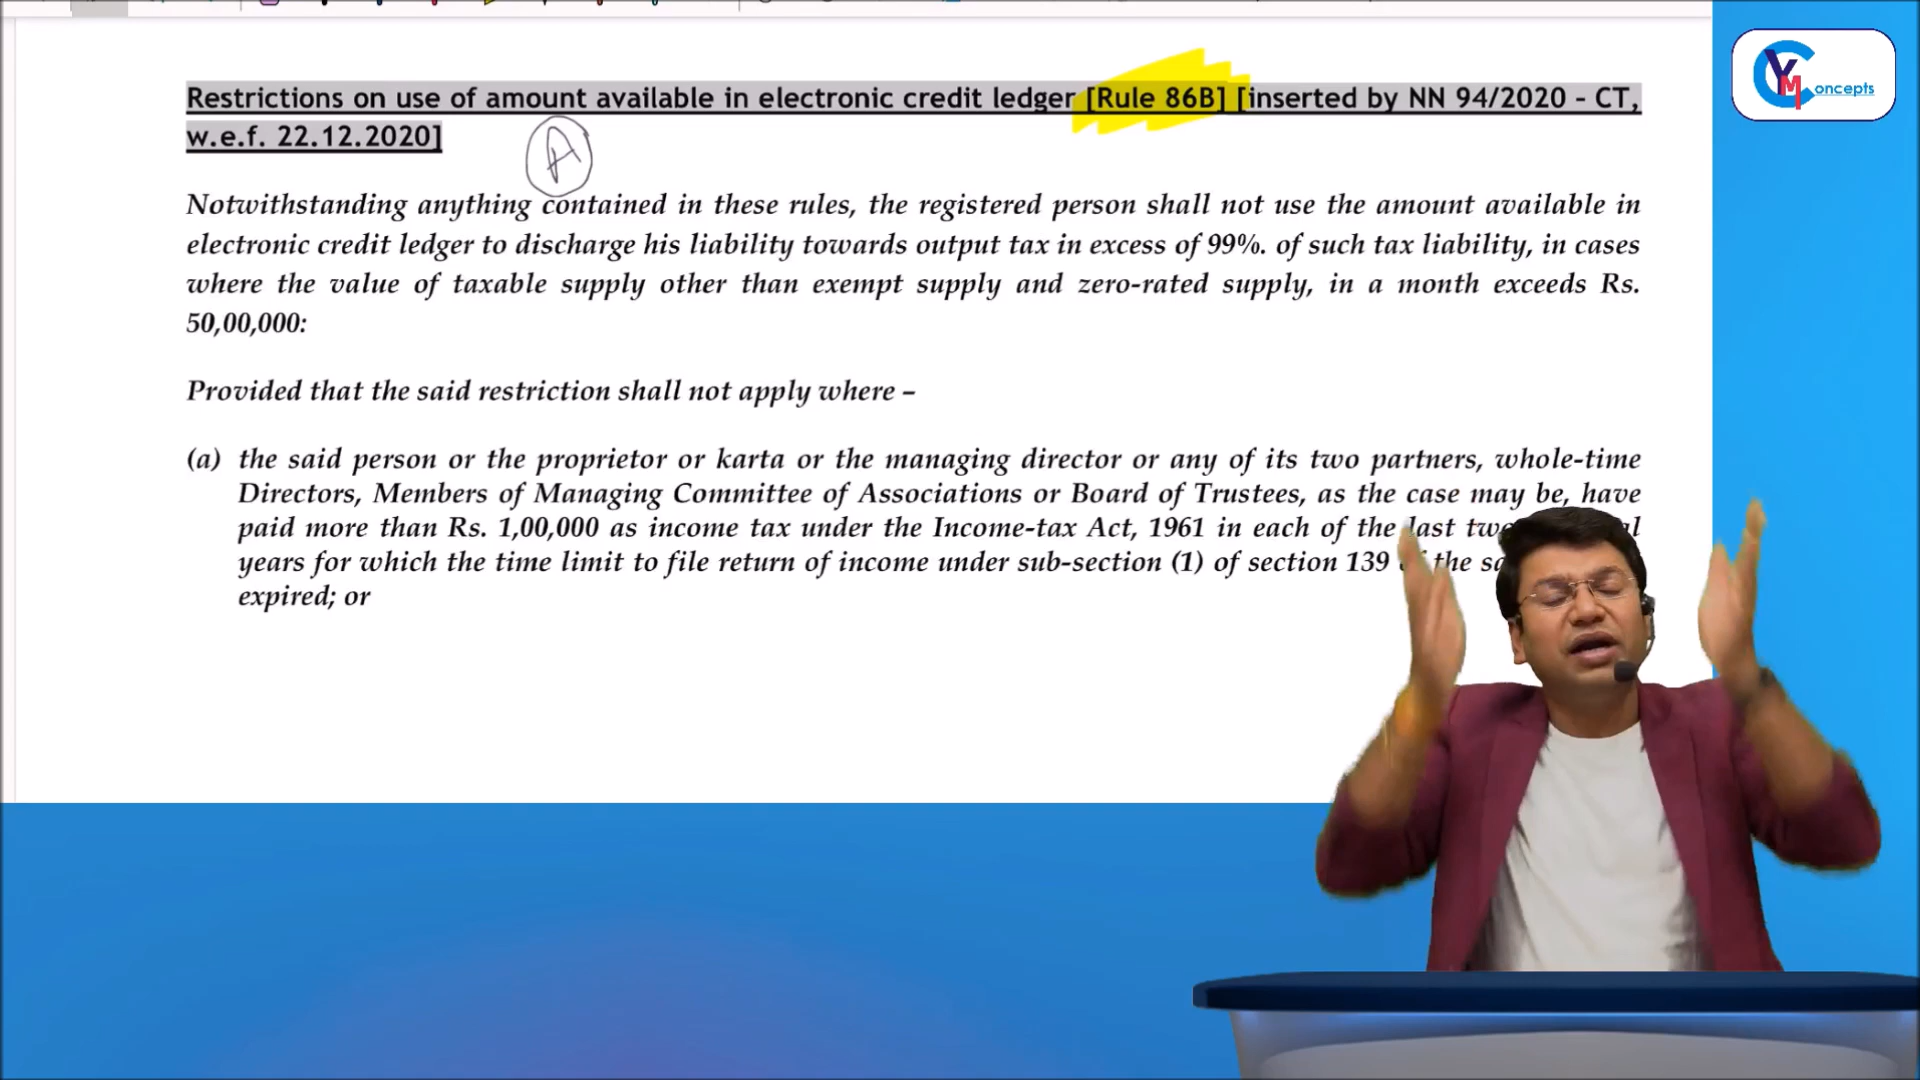 Restrictions on use of amount available in electronic credit ledger [Rule 86B] [inserted by NN 94/2020 – CT,
w.e.f. 22.12.2020]
A
Notwithstanding anything contained in these rules, the registered person shall not use the amount available in
electronic credit ledger to discharge his liability towards output tax in excess of 99%. of such tax liability, in cases
where the value of taxable supply other than exempt supply and zero-rated supply, in a month exceeds Rs.
50,00,000:
Provided that the said restriction shall not apply where –
(a) the said person or the proprietor or karta or the managing director or any of its two partners, whole-time
Directors, Members of Managing Committee of Associations or Board of Trustees, as the case may be, have
paid more than Rs. 1,00,000 as income tax under the Income-tax Act, 1961 in each of the last two
years for which the time limit to file return of income under sub-section (1) of section 139 the
expired; or
YM Concepts